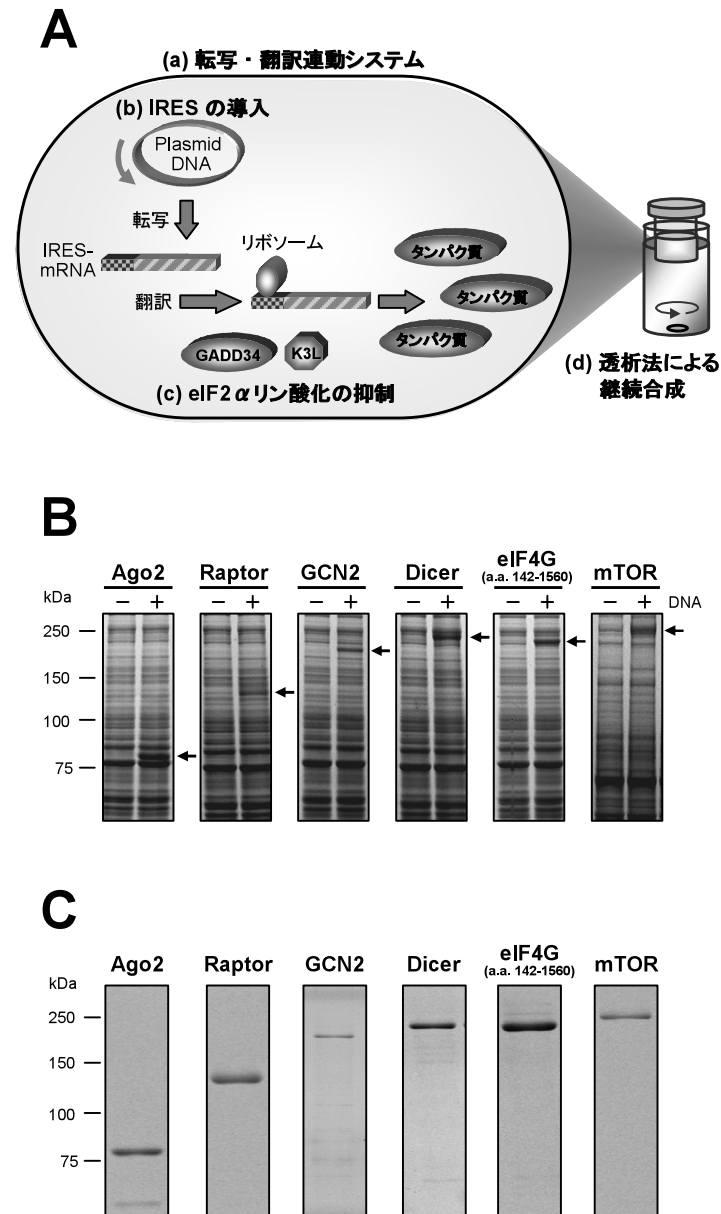 A
(a) 転写・翻訳連動システム
(b) IRES の導入
Plasmid
DNA
転写
IRES-
mRNA
リボソーム
翻訳
タンパク質
タンパク質
タンパク質
GADD34
K3L
(c) eIF2αリン酸化の抑制
(d) 透析法による
継続合成
B
Ago2 Raptor GCN2 Dicer eIF4G mTOR
(a.a. 142-1560)
kDa
− + − + − + − + − + − + DNA
250
150
100
75
C
Ago2 Raptor GCN2 Dicer eIF4G mTOR
(a.a. 142-1560)
kDa
250
150
100
75